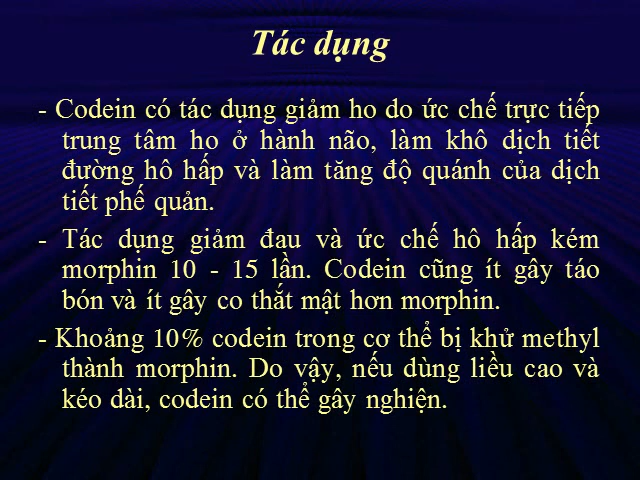 Tác dụng
- Codein có tác dụng giảm ho do ức chế trực tiếp
trung tâm ho ở hành não, làm khô dịch tiết
đường hô hấp và làm tăng độ quánh của dịch
tiết phế quản.
- Tác dụng giảm đau và ức chế hô hấp kém
morphin 10 - 15 lần. Codein cũng ít gây táo
bón và ít gây co thắt mật hơn morphin.
- Khoảng 10% codein trong cơ thể bị khử methyl
thành morphin. Do vậy, nếu dùng liều cao và
kéo dài, codein có thể gây nghiện.